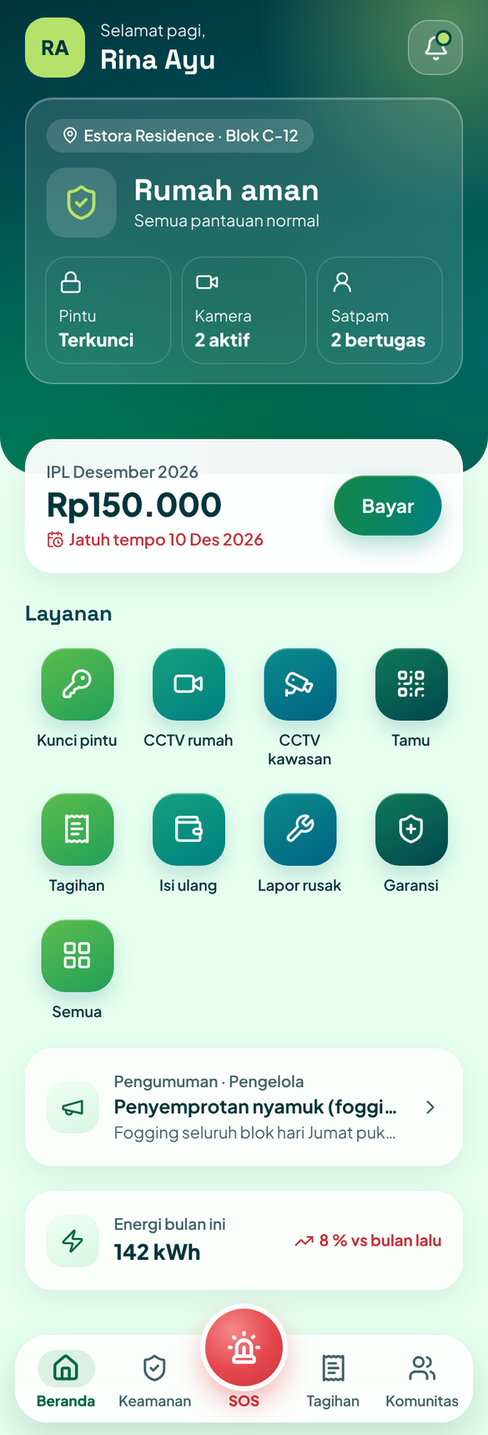 RA
Selamat pagi,
Rina Ayu
Estora Residence · Blok C-12
Rumah aman
Semua pantauan normal
Pintu
Terkunci
Kamera
2 aktif
Satpam
2 bertugas
IPL Desember 2026
Rp150.000
Jatuh tempo 10 Des 2026
Bayar
Layanan
Kunci pintu
CCTV rumah
CCTV
kawasan
Tamu
Tagihan
Isi ulang
Lapor rusak
Garansi
Semua
Pengumuman · Pengelola
Penyemprotan nyamuk (foggi...
Fogging seluruh blok hari Jumat puk...
Energi bulan ini
142 kWh
8 % vs bulan lalu
Beranda
Keamanan
SOS
Tagihan
Komunitas